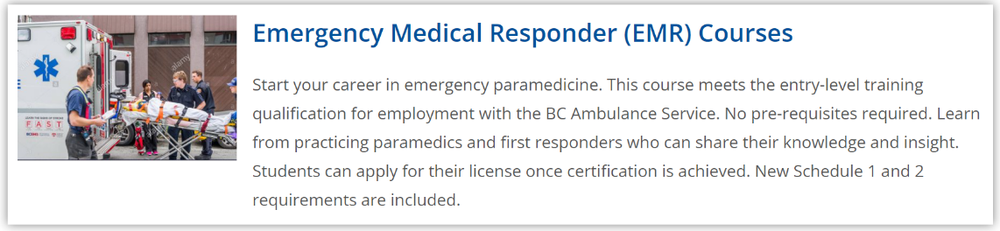 Emergency Medical Responder (EMR) Courses
Start your career in emergency paramedicine. This course meets the entry-level training
qualification for employment with the BC Ambulance Service. No pre-requisites required. Learn
from practicing paramedics and first responders who can share their knowledge and insight.
Students can apply for their license once certification is achieved. New Schedule 1 and 2
requirements are included.
alamy
FAST